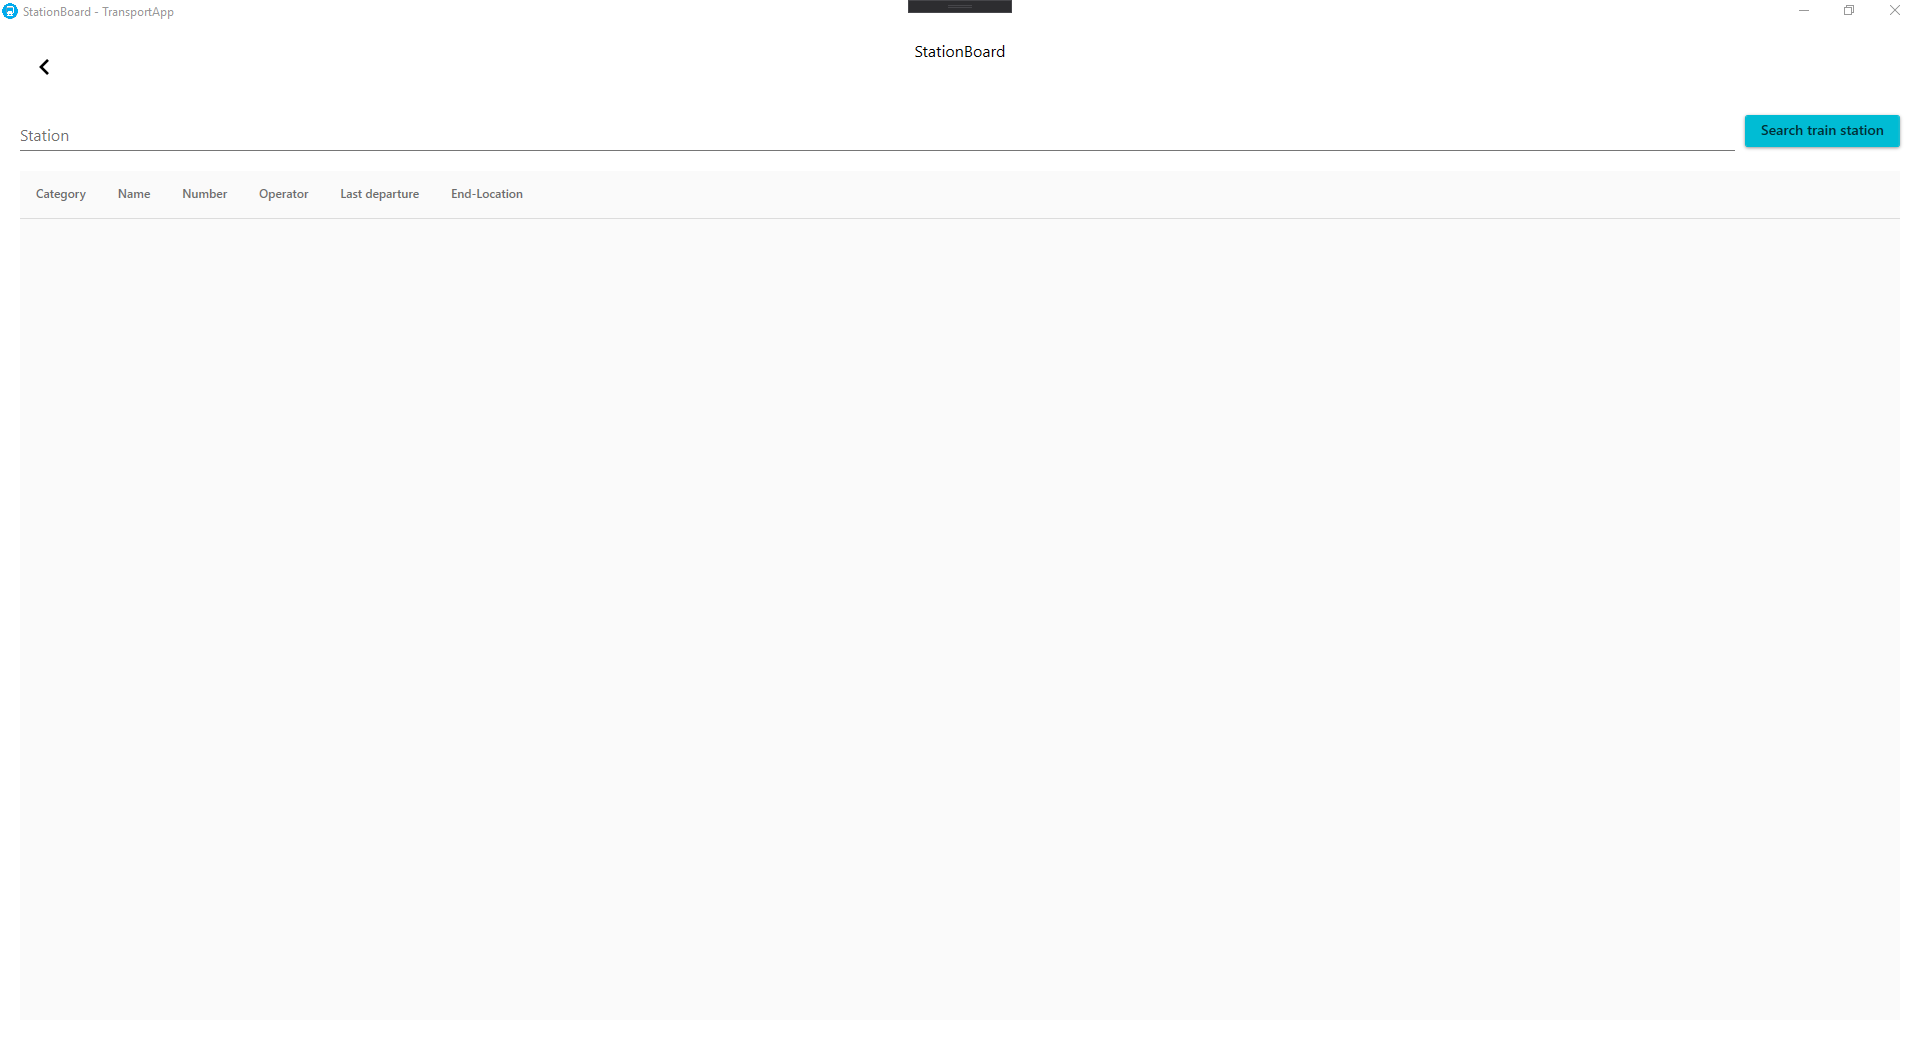 StationBoard - TransportApp
StationBoard
Station
Search train station
Category Name Number Operator Last departure End-Location